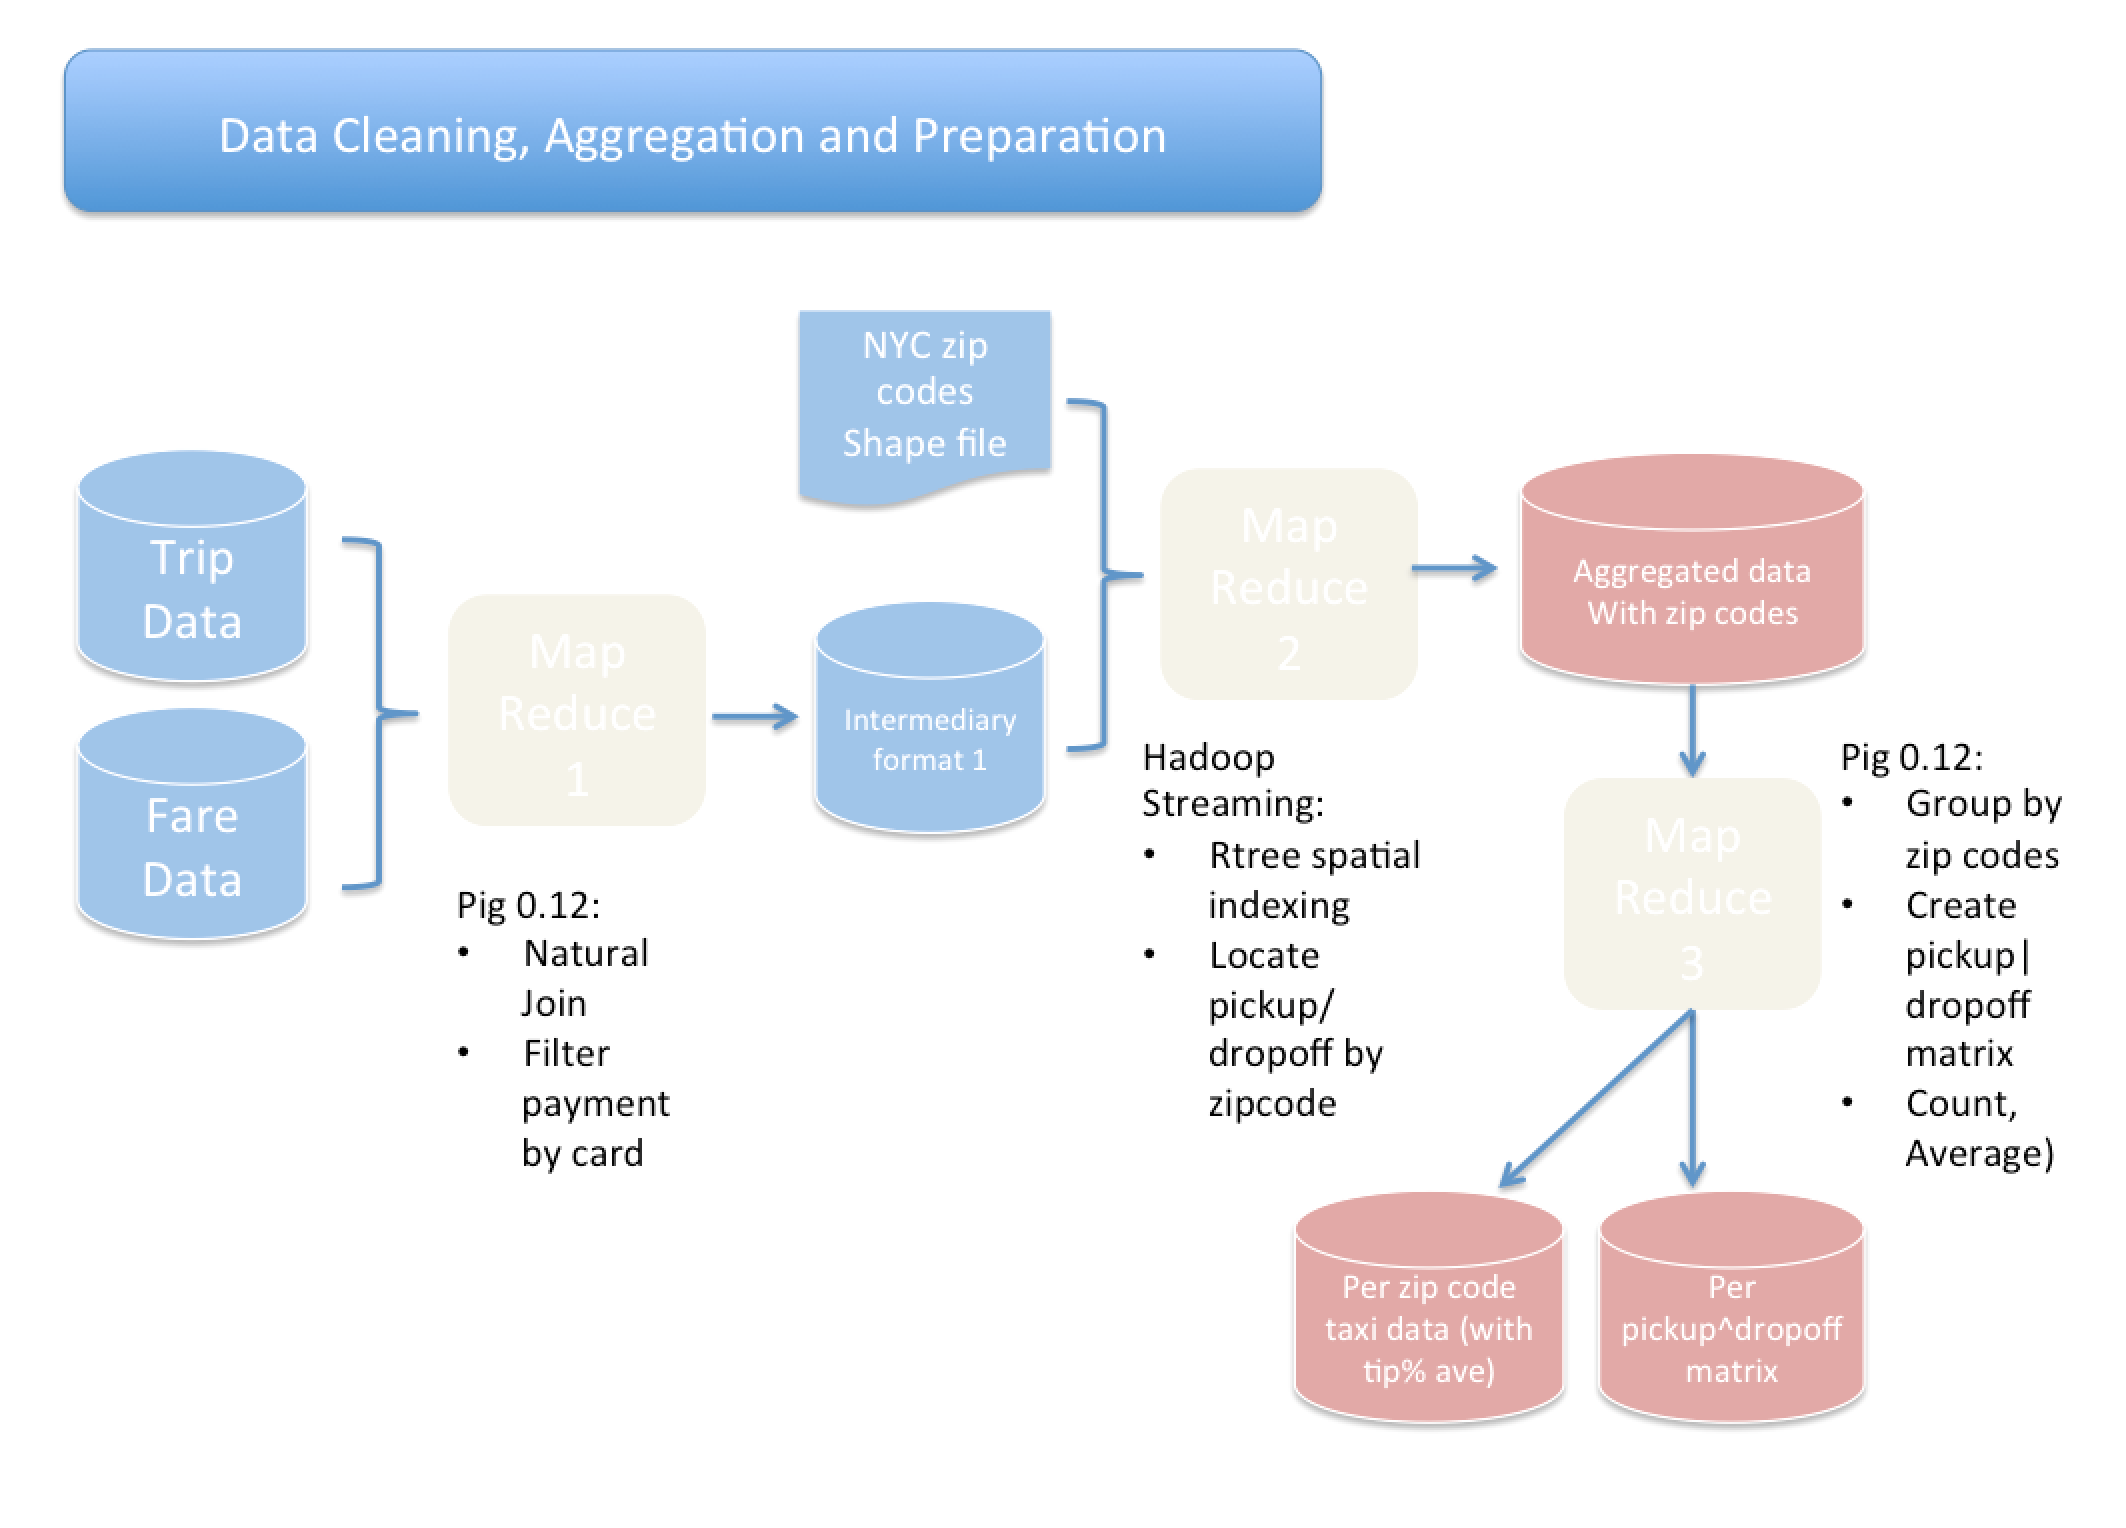 Data Cleaning, Aggregation and Preparation
NYC zip
codes
Shape file
Trip
Data
Fare
Data
Map
Reduce
1
Pig 0.12:
• Natural
Join
• Filter
payment
by card
Intermediary
format 1
Map
Reduce
2
Hadoop
Streaming:
• Rtree spatial
indexing
• Locate
pickup/
dropoff by
zipcode
Aggregated data
With zip codes
Map
Reduce
3
Pig 0.12:
• Group by
zip codes
• Create
pickup|
dropoff
matrix
• Count,
Average)
Per zip code
taxi data (with
tip% ave)
Per
pickup^dropoff
matrix